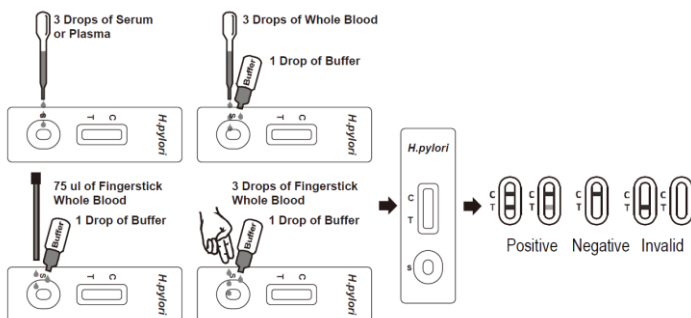 3 Drops of Serum
or Plasma
Buffer
S
T
C
H.pylori
3 Drops of Whole Blood
1 Drop of Buffer
Buffer
S
T
C
H.pylori
75 ul of Fingerstick
Whole Blood
1 Drop of Buffer
Buffer
S
T
C
H.pylori
3 Drops of Fingerstick
Whole Blood
1 Drop of Buffer
S
T
C
H.pylori
H.pylori
C
T
S
C
T
C
T
C
T
C
T
Positive
Negative
Invalid